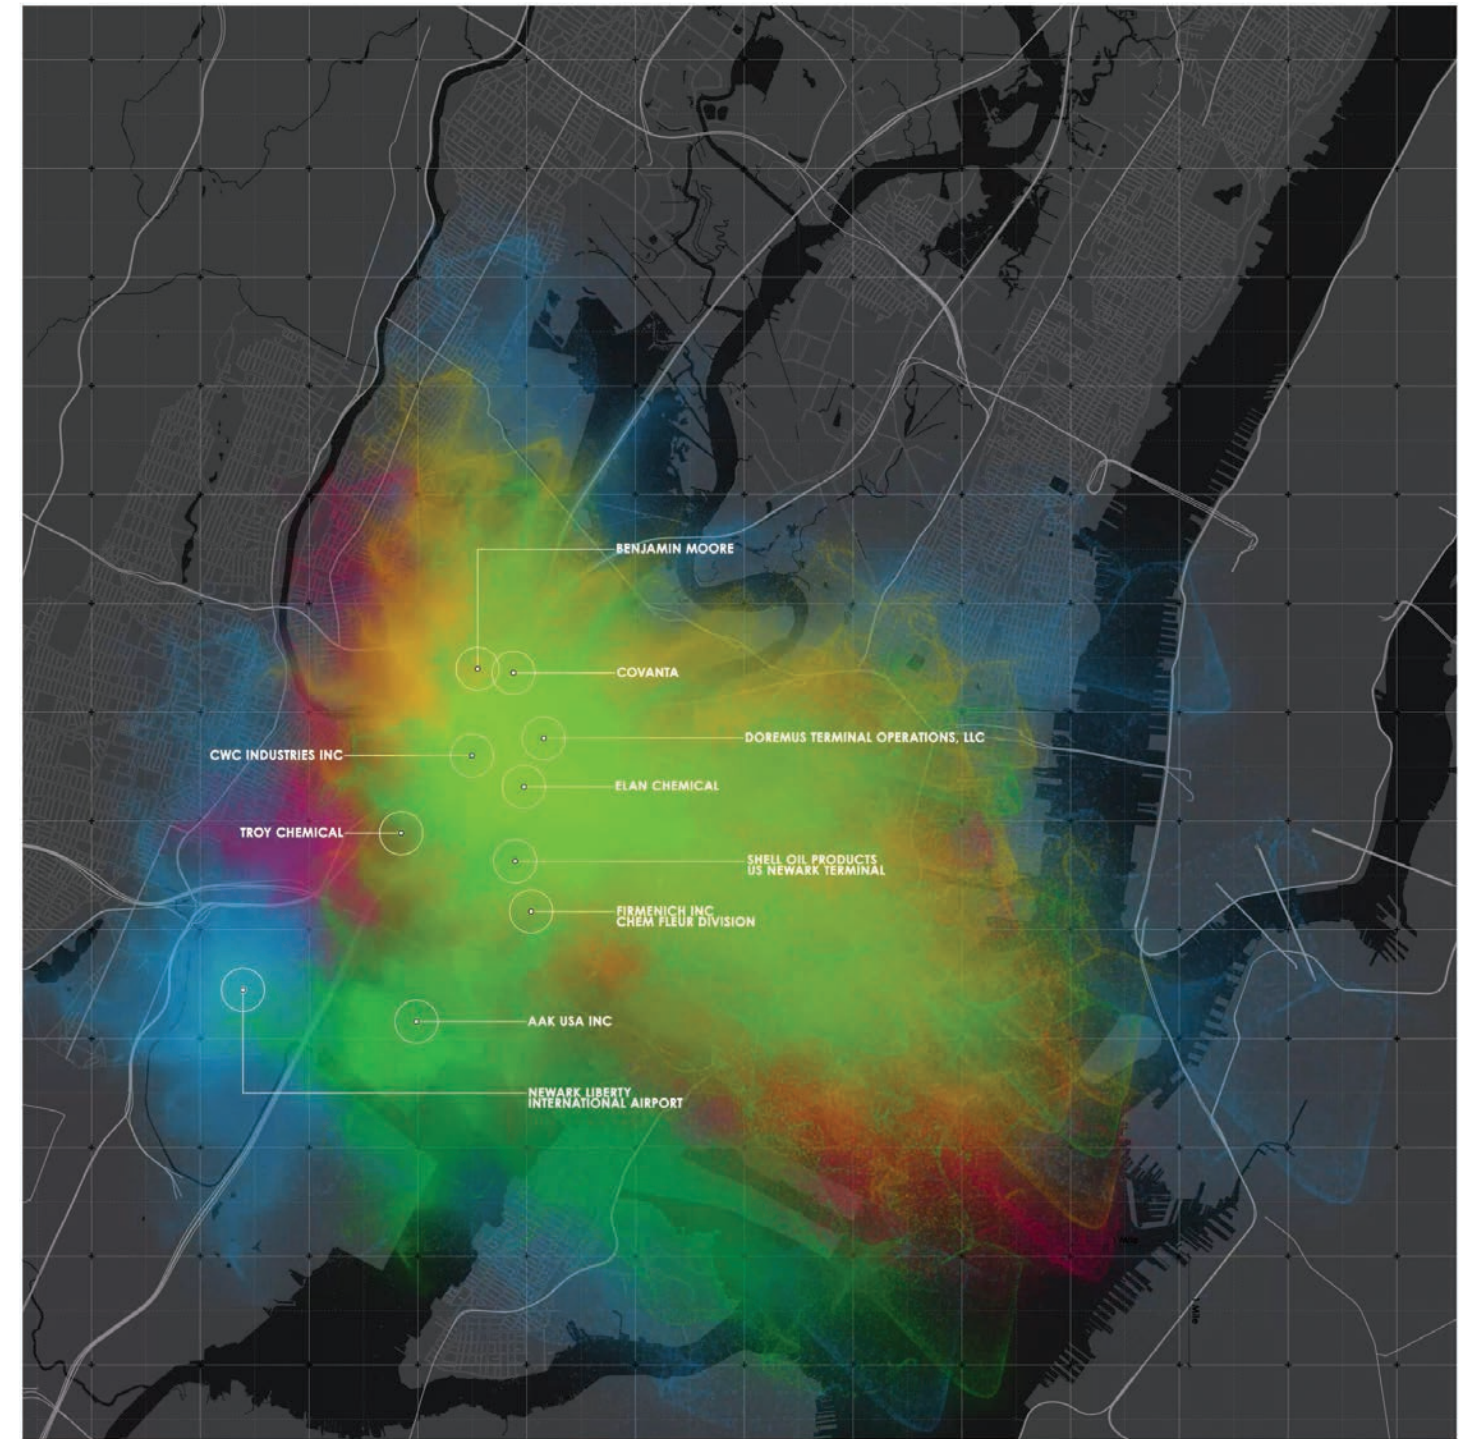 BENJAMIN MOORE
COVANTA
DOREMUS TERMINAL OPERATIONS, LLC
CWC INDUSTRIES INC
ELAN CHEMICAL
TROY CHEMICAL
SHELL OIL PRODUCTS
US NEWARK TERMINAL
FIRMENICH INC
CHEM FLEUR DIVISION
AAK USA INC
NEWARK LIBERTY
INTERNATIONAL AIRPORT